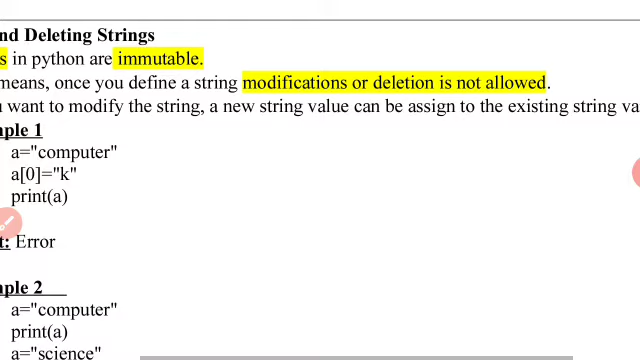 nd Deleting Strings
s in python are immutable.
means, once you define a string modifications or deletion is not allowed.
want to modify the string, a new string value can be assign to the existing string va
ple 1
a="computer"
a[0]="k"
print(a)
t: Error
ple 2
a="computer"
print(a)
a="science"